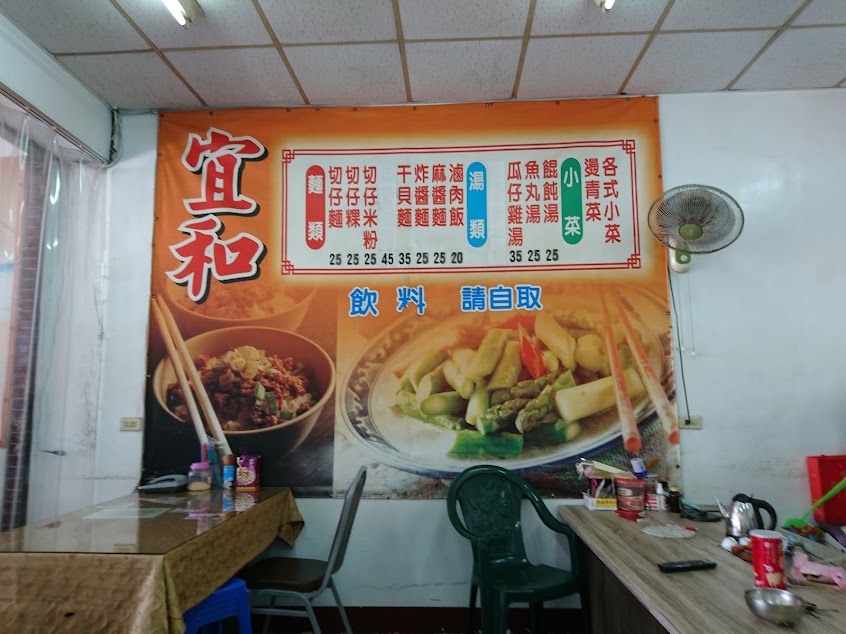 宜和
麵類
切仔麵
切仔粿
切仔米粉
干貝麵
炸醬麵
麻醬麵
滷肉飯
湯類
瓜仔雞湯
魚丸湯
餛飩湯
小菜
燙青菜
各式小菜
25 25 25 45 35 25 25 20 35 25 25
飲料 請自取